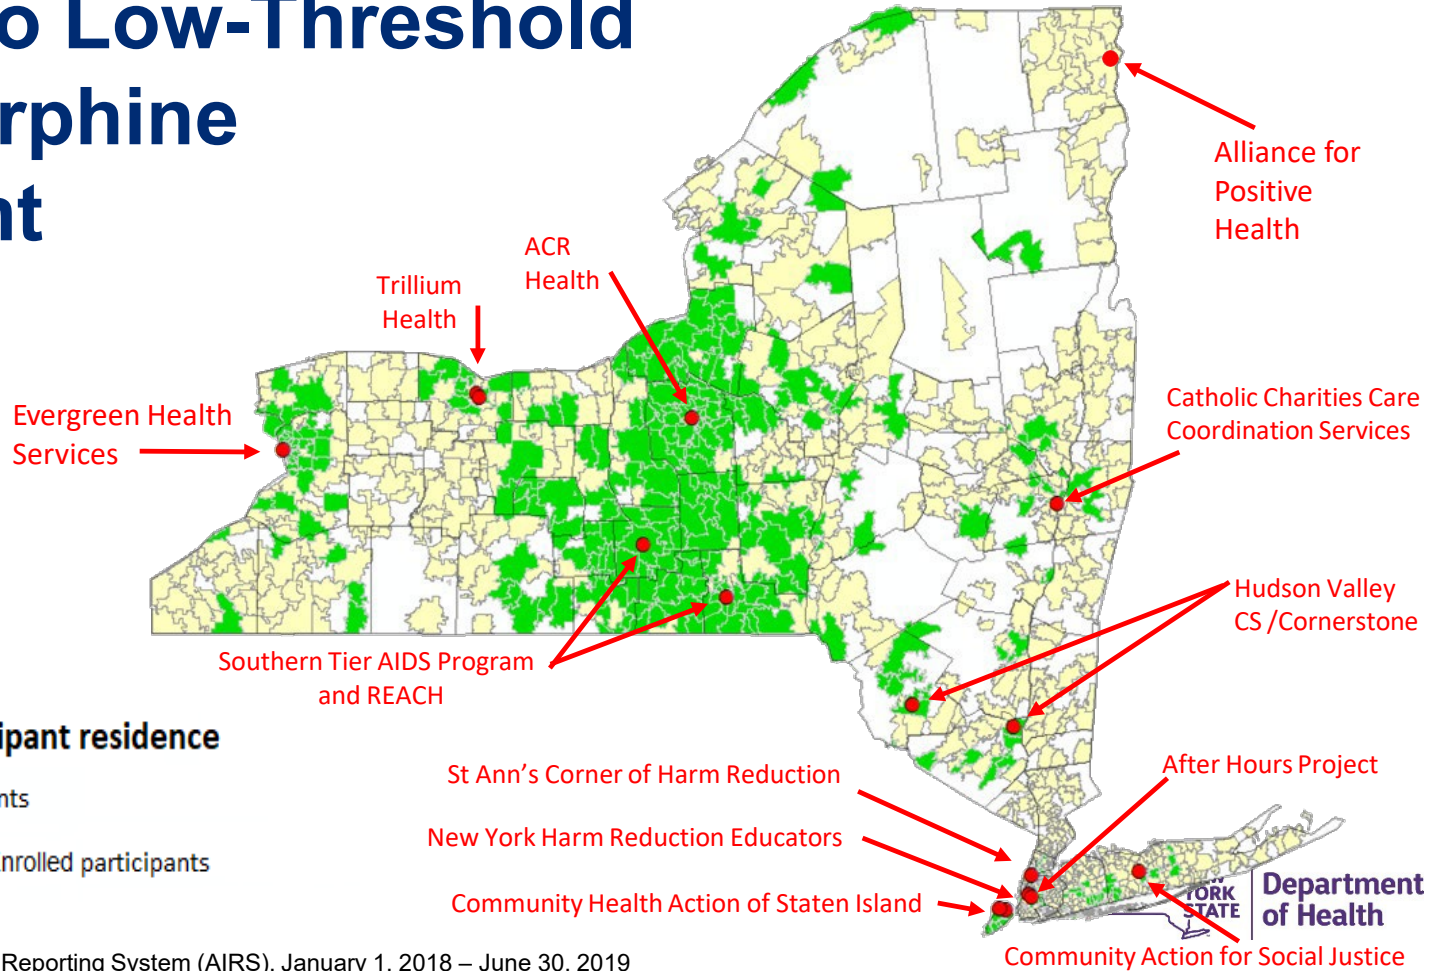 o Low-Threshold
rphine
nt
Alliance for
Positive
Health
ACR
Health
Trillium
Health
Evergreen Health
Services
Catholic Charities Care
Coordination Services
Hudson Valley
CS /Cornerstone
Southern Tier AIDS Program
and REACH
ipant residence
nts
Enrolled participants
St Ann's Corner of Harm Reduction
After Hours Project
New York Harm Reduction Educators
Community Health Action of Staten Island
YORK
STATE
Department
of Health
Community Action for Social Justice
Reporting System (AIRS), January 1, 2018 – June 30, 2019